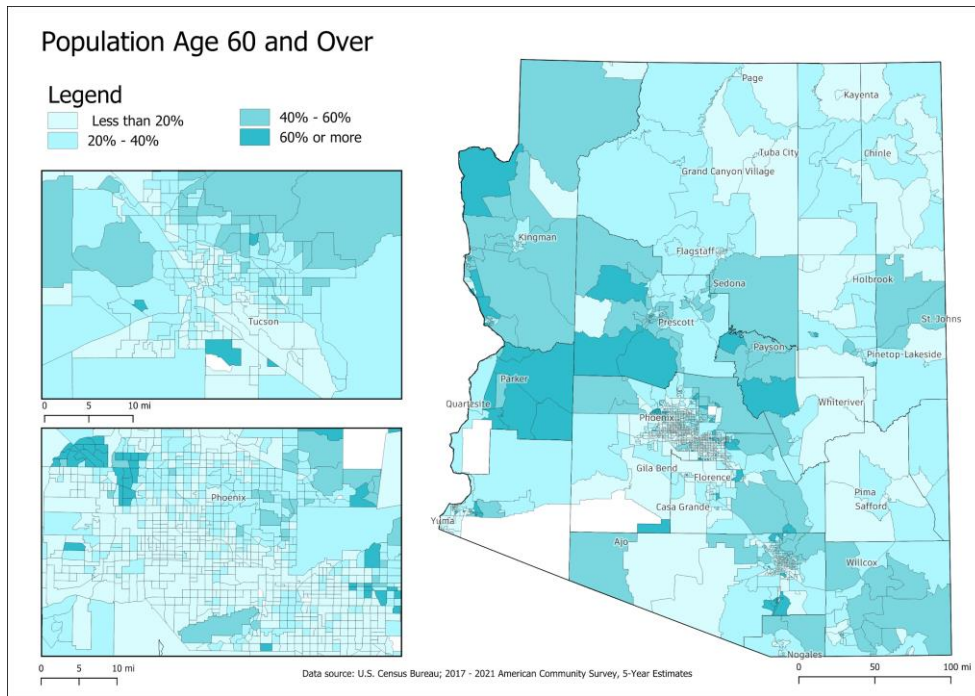 Population Age 60 and Over
Legend
Less than 20%
20% - 40%
40% - 60%
60% or more
Tucson
0 5 10 mi
Phoenix
0 5 10 mi
Page
Kayenta
Tuba City
Chinle
Grand Canyon Village
Kingman
Flagstaff
Sedona
Holbrook
St. Johns
Prescott
Payson
Pinetop-Lakeside
Parker
Quartzsite
Whiteriver
Phoenix
Gila Bend
Florence
Pima
Safford
Casa Grande
Yuma
Ajo
Willcox
Nogales
0 50 100 mi
Data source: U.S. Census Bureau; 2017 - 2021 American Community Survey, 5-Year Estimates